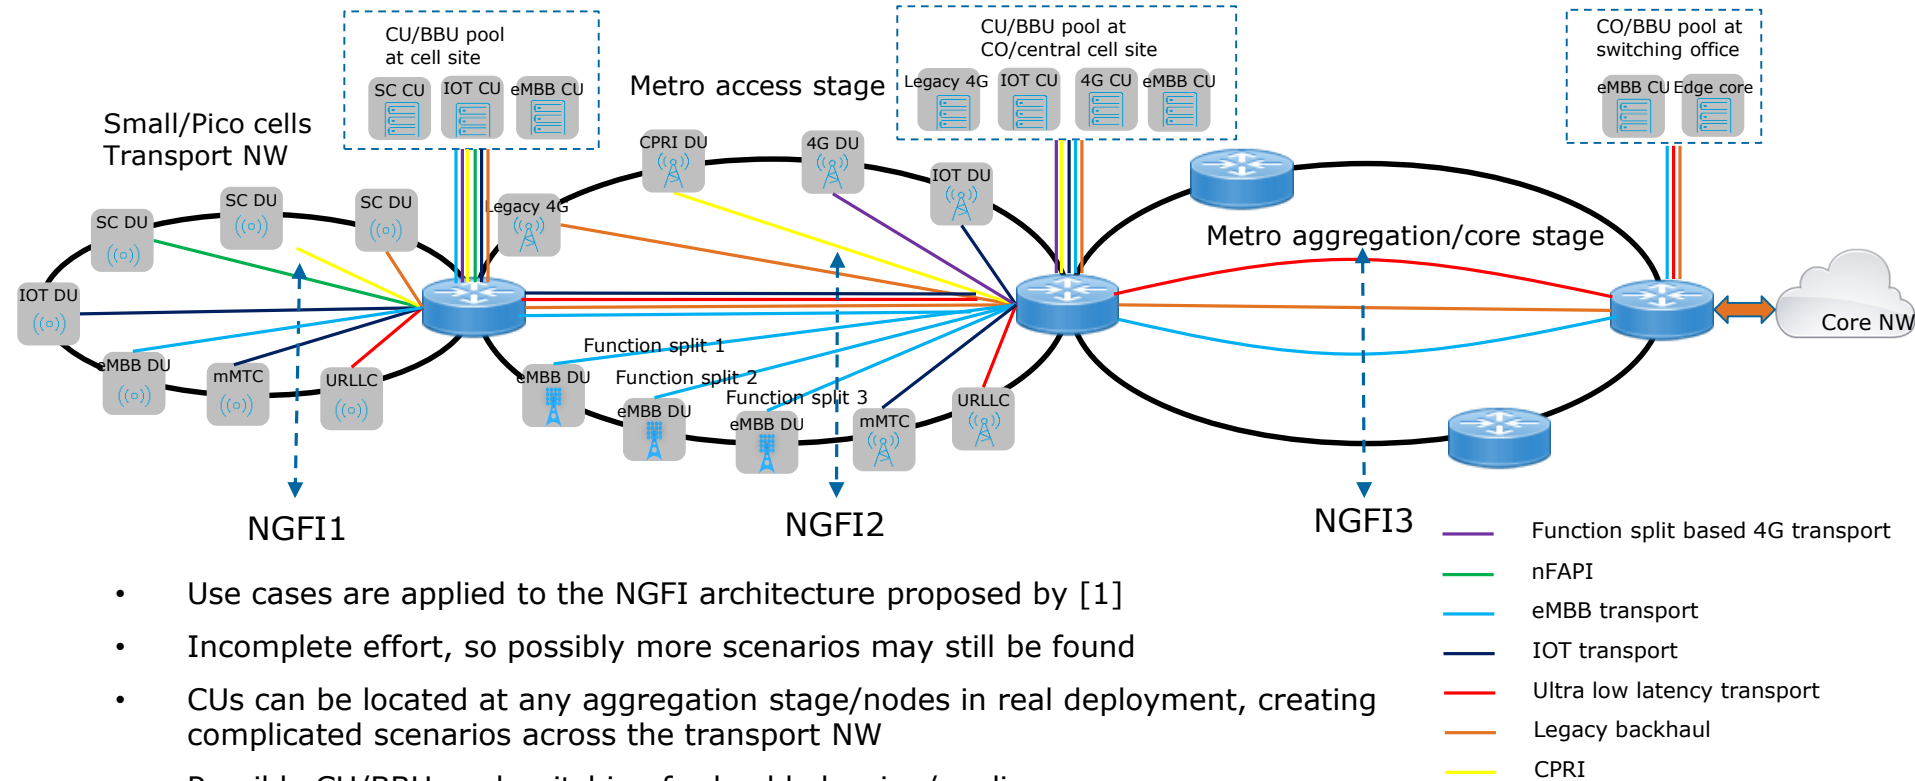 CU/BBU pool
at cell site
SC CU
IOT CU
eMBB CU
Metro access stage
CU/BBU pool at
CO/central cell site
Legacy 4G
IOT CU
4G CU
eMBB CU
CO/BBU pool at
switching office
eMBB CU
Edge core
Small/Pico cells
Transport NW
SC DU
SC DU
SC DU
IOT DU
eMBB DU
mMTC
URLLC
Legacy 4G
CPRI DU
4G DU
IOT DU
Function split 1
Function split 2
Function split 3
eMBB DU
eMBB DU
eMBB DU
mMTC
URLLC
Metro aggregation/core stage
Core NW
NGFI1
NGFI2
NGFI3
Function split based 4G transport
nFAPI
eMBB transport
IOT transport
Ultra low latency transport
Legacy backhaul
CPRI
• Use cases are applied to the NGFI architecture proposed by [1]
• Incomplete effort, so possibly more scenarios may still be found
• CUs can be located at any aggregation stage/nodes in real deployment, creating
complicated scenarios across the transport NW